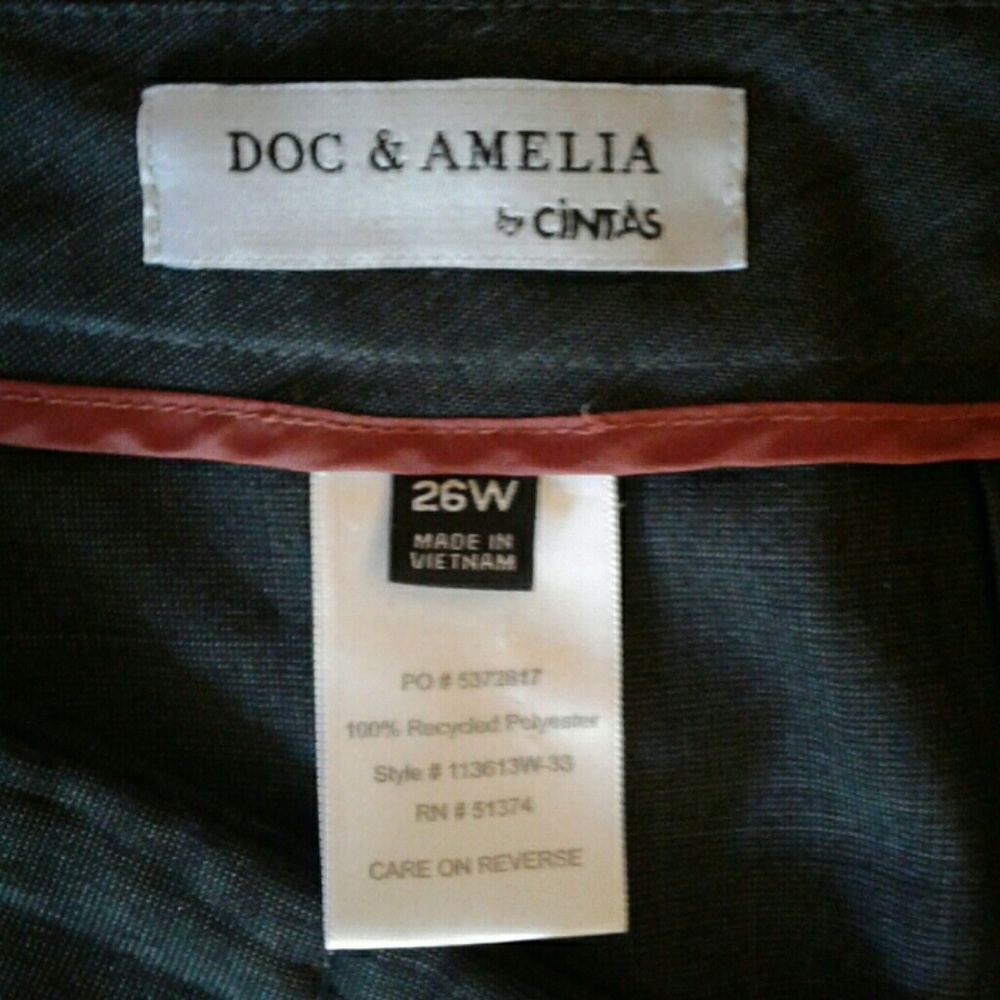 DOC & AMELIA
by CINTAS
26W
MADE IN
VIETNAM
PO # 5372817
100% Recycled Polyester
Style # 113613W-33
RN # 51374
CARE ON REVERSE